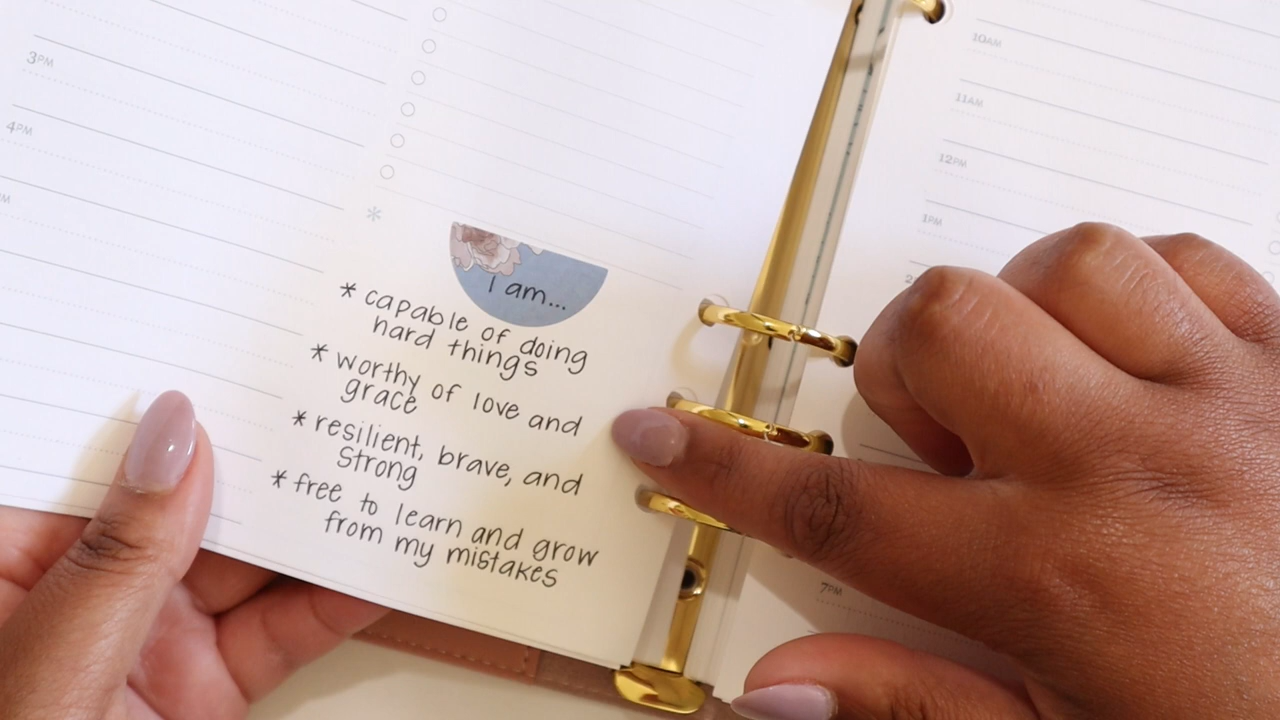 3PM
4PM
PM
*
I am...
* capable of doing
hard things
* worthy of love and
grace
* resilient, brave, and
strong
* free to learn and grow
from my mistakes
10AM
11AM
12PM
1PM
7PM